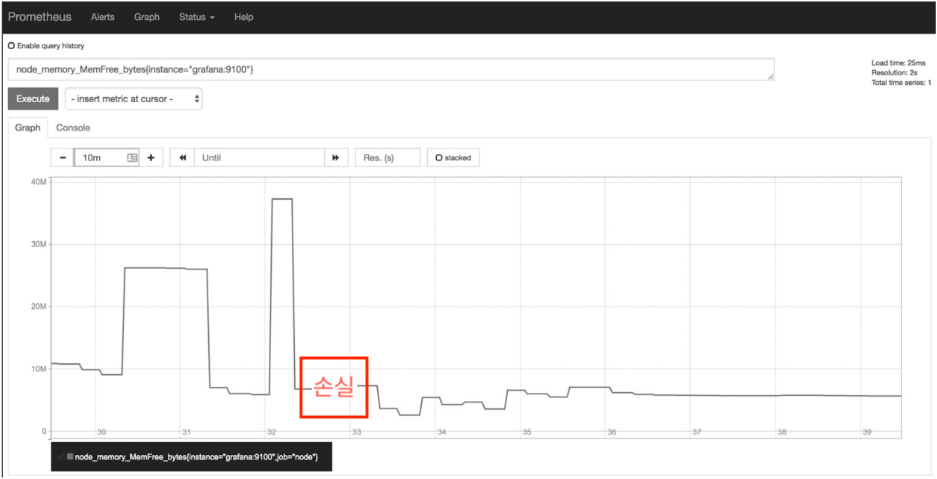 Prometheus Alerts Graph Status Help
Enable query history
node_memory_MemFree_bytes{instance="grafana:9100"}
Load time: 25ms
Resolution: 2s
Total time series: 1
Execute - insert metric at cursor -
Graph Console
- 10m + Until Res. (s) stacked
40M
30M
20M
10M
0
손실
30 31 32 33 34 35 36 37 38 39
node_memory_MemFree_bytes{instance="grafana:9100",job="node"}